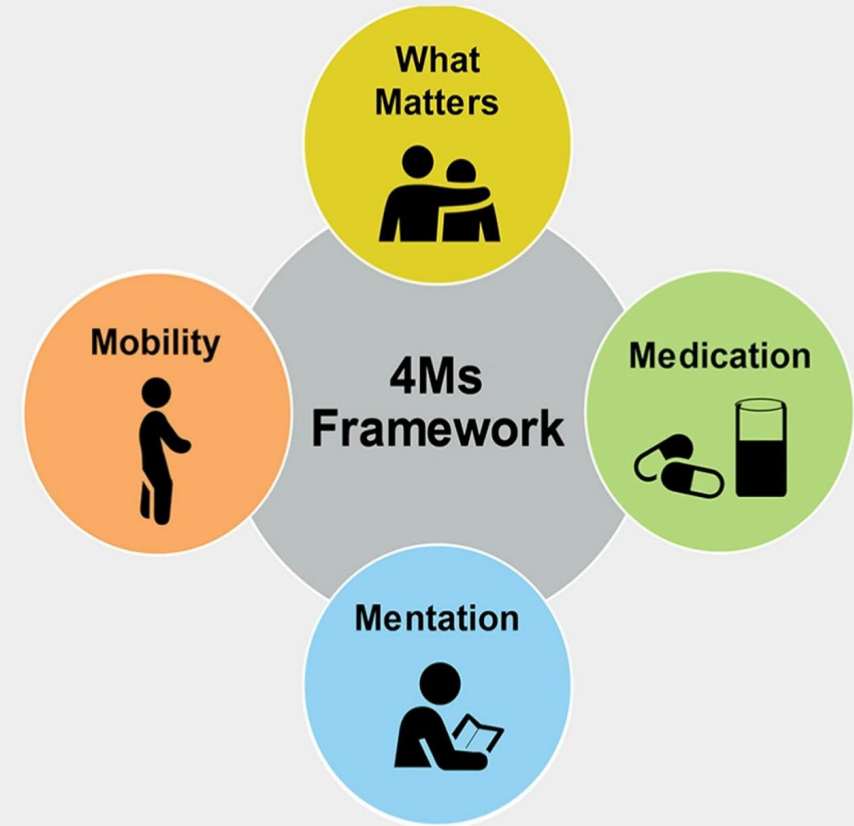 What
Matters
Mobility
4Ms
Framework
Medication
Mentation